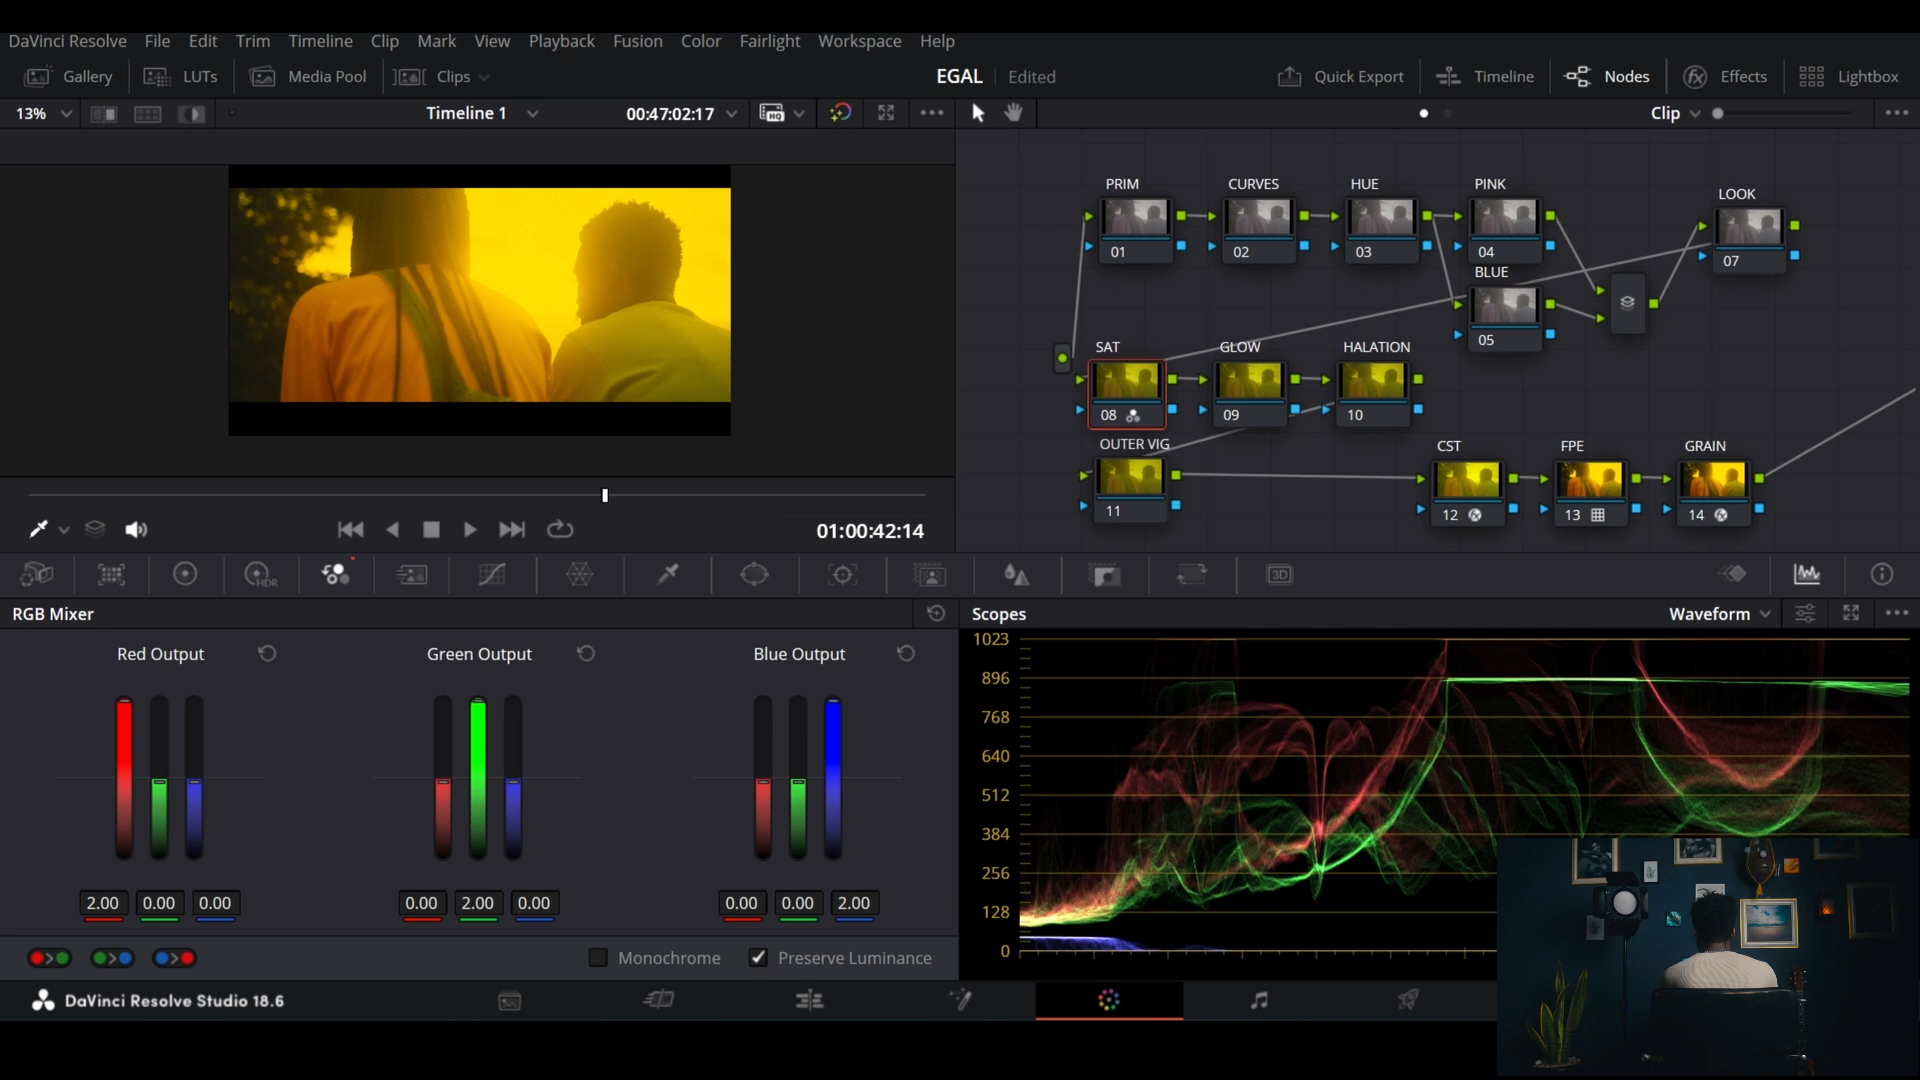 DaVinci Resolve File Edit Trim Timeline Clip Mark View Playback Fusion Color Fairlight Workspace Help
Gallery LUTs Media Pool Clips EGAL Edited Quick Export Timeline Nodes Effects Lightbox
13% Timeline 1 00:47:02:17 HQ Clip
PRIM CURVES HUE PINK LOOK
01 02 03 04 07
BLUE
05
SAT GLOW HALATION
08 09 10
OUTER VIG CST FPE GRAIN
11 12 13 14
01:00:42:14
HDR 3D
RGB Mixer Scopes Waveform
Red Output Green Output Blue Output
1023
896
768
640
512
384
256
128
0
2.00 0.00 0.00 0.00 2.00 0.00 0.00 0.00 2.00
Monochrome Preserve Luminance
DaVinci Resolve Studio 18.6